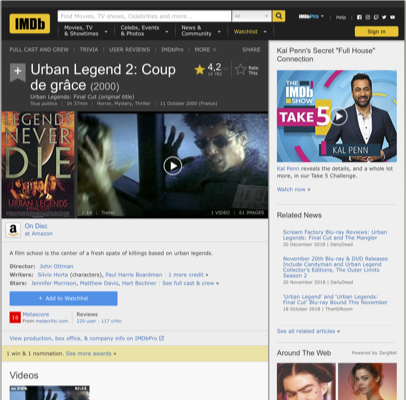 IMDb
Find Movies, TV shows, Celebrities and more...
All
IMDbPro
Help
Movies, TV & Showtimes
Celebs, Events & Photos
News & Community
Watchlist
Sign in
FULL CAST AND CREW | TRIVIA | USER REVIEWS | IMDbPro | MORE
SHARE
Urban Legend 2: Coup de grâce (2000)
Urban Legends: Final Cut (original title)
Tous publics | 1h 37min | Horror, Mystery, Thriller | 11 October 2000 (France)
4,2
Rate This
LEGENDS
NEVER
DIE
URBAN LEGENDS
Trailer
1 VIDEO | 61 IMAGES
On Disc
at Amazon
A film school is the center of a fresh spate of killings based on urban legends.
Director: John Ottman
Writers: Silvio Horta (characters), Paul Harris Boardman | 1 more credit »
Stars: Jennifer Morrison, Matthew Davis, Hart Bochner | See full cast & crew »
+ Add to Watchlist
16
Metascore
From metacritic.com
Reviews
220 user | 117 critic
View production, box office, & company info on IMDbPro
1 win & 1 nomination. See more awards »
Videos
Kal Penn's Secret "Full House" Connection
THE IMDb SHOW
TAKE 5
KAL PENN
Kal Penn reveals the details, and a whole lot more, in our Take 5 Challenge.
Watch now »
Related News
Scream Factory Blu-ray Reviews: Urban Legends: Final Cut and The Mangler
20 December 2018 | DailyDead
November 20th Blu-ray & DVD Releases Include Candyman and Urban Legend Collector's Editions, The Outer Limits Season 2
20 November 2018 | DailyDead
'Urban Legend' and 'Urban Legends: Final Cut' Blu-ray Bound This November
18 October 2018 | ThemOfRoom
See all related articles »
Around The Web
Powered by ZergNet